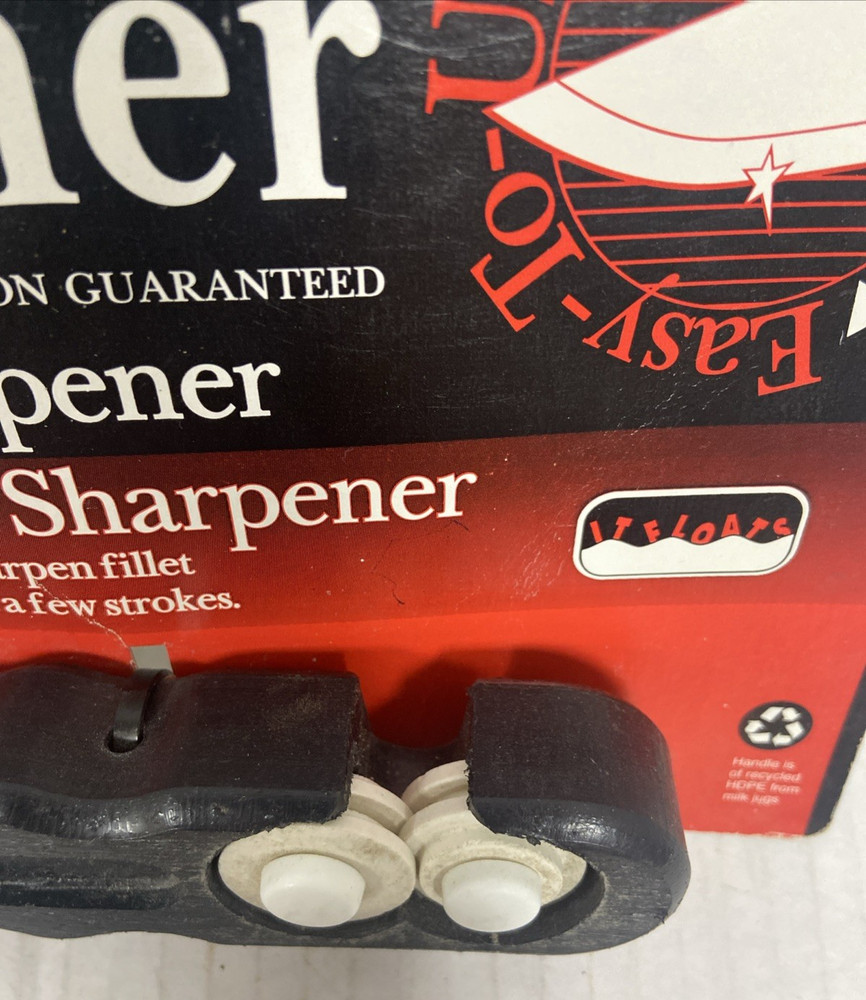 ner
ON GUARANTEED
Easy-To-U
pener
Sharpener
IT FLOATS
arpen fillet
a few strokes.
Handle is
of recycled
HDPE from
milk jugs